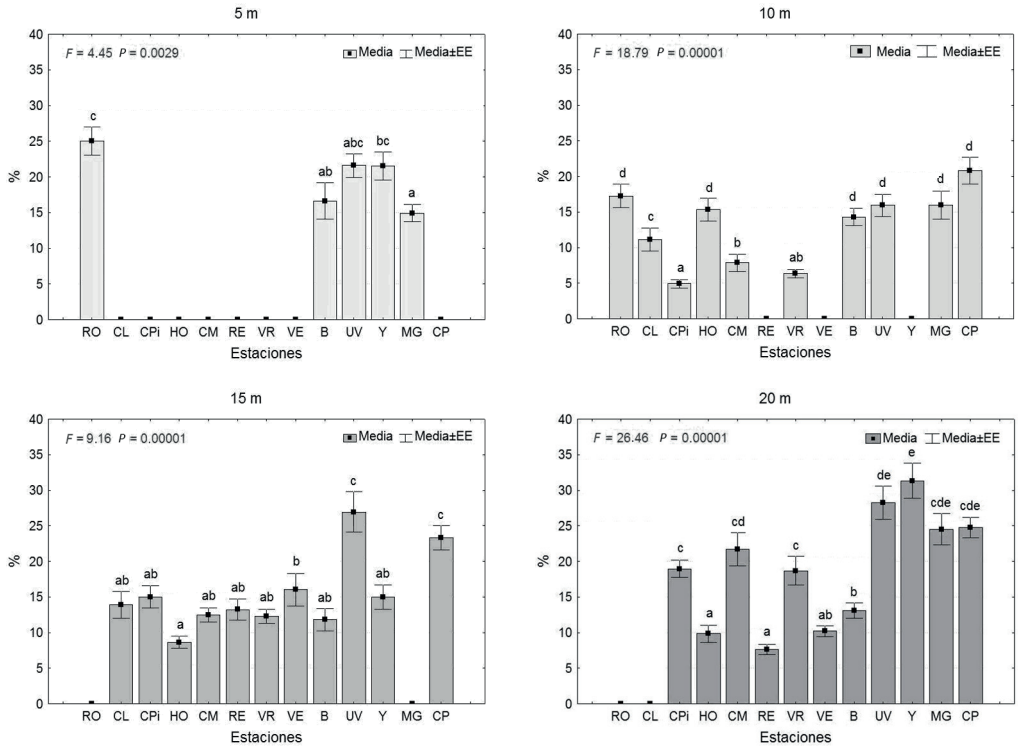 5 m
F = 4.45 P = 0.0029
Media Media±EE
40
35
30
25
20
15
10
5
0
%
c ab abc bc a
RO CL CPi HO CM RE VR VE B UV Y MG CP
Estaciones
10 m
F = 18.79 P = 0.00001
Media Media±EE
40
35
30
25
20
15
10
5
0
%
d c a d b ab d d d d
RO CL CPi HO CM RE VR VE B UV Y MG CP
Estaciones
15 m
F = 9.16 P = 0.00001
Media Media±EE
40
35
30
25
20
15
10
5
0
%
ab ab a ab ab ab b ab c ab c
RO CL CPi HO CM RE VR VE B UV Y MG CP
Estaciones
20 m
F = 26.46 P = 0.00001
Media Media±EE
40
35
30
25
20
15
10
5
0
%
c a cd a c ab b de e cde cde
RO CL CPi HO CM RE VR VE B UV Y MG CP
Estaciones